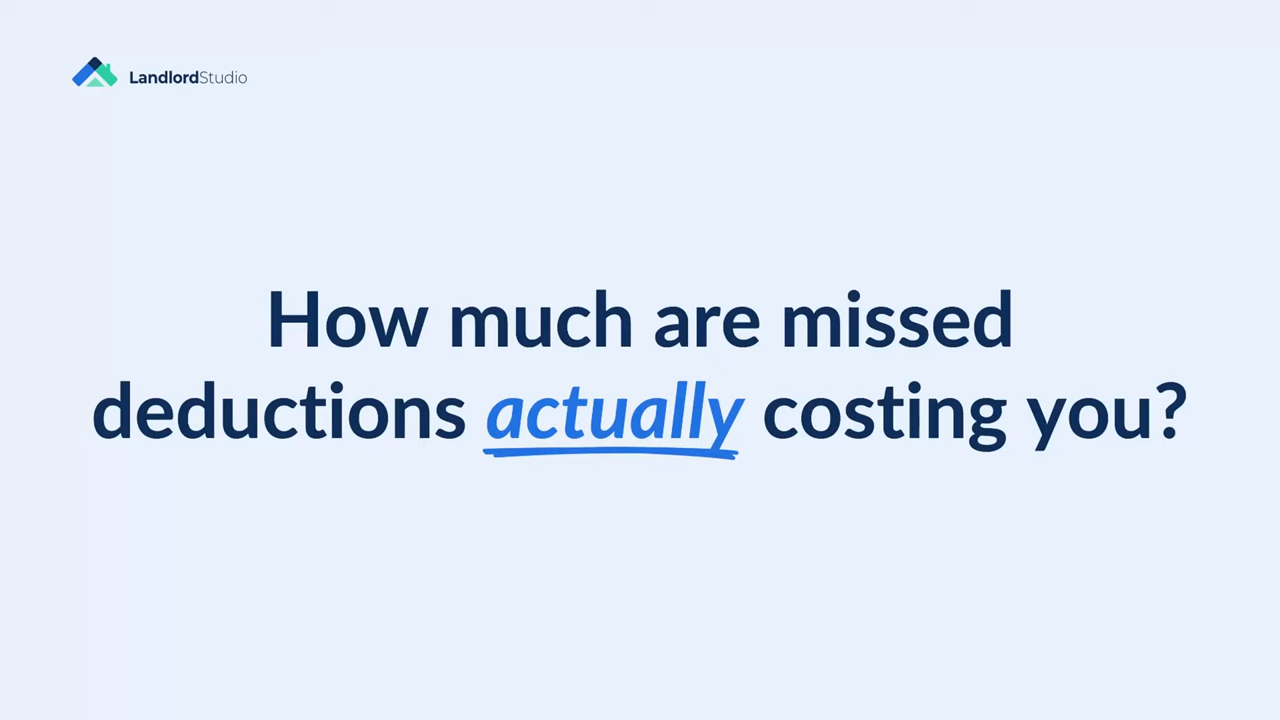 LandlordStudio
How much are missed
deductions actually costing you?